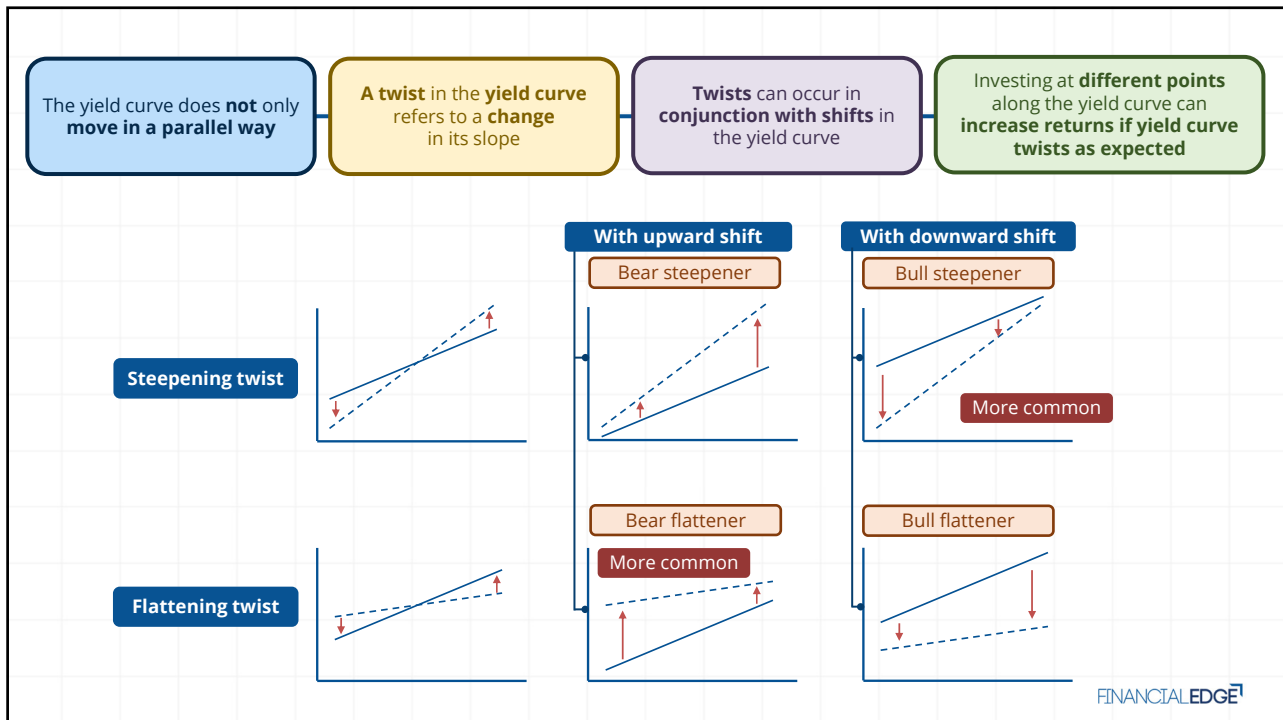 The yield curve does not only
move in a parallel way
A twist in the yield curve
refers to a change
in its slope
Twists can occur in
conjunction with shifts in
the yield curve
Investing at different points
along the yield curve can
increase returns if yield curve
twists as expected
With upward shift
With downward shift
Bear steepener
Bull steepener
Steepening twist
More common
Bear flattener
Bull flattener
More common
Flattening twist
FINANCIALEDGE